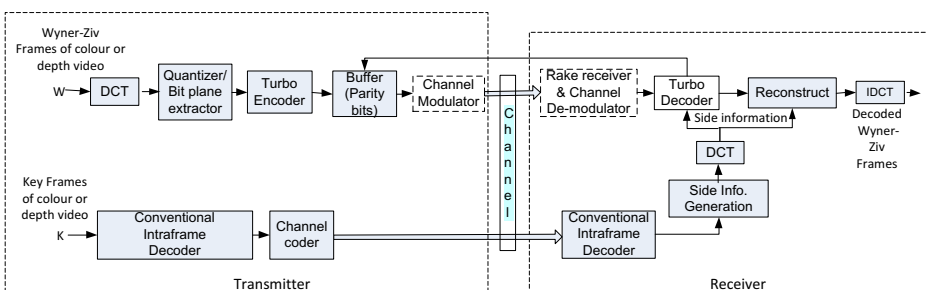 Wyner-Ziv
Frames of colour or
depth video
W
DCT
Quantizer/
Bit plane
extractor
Turbo
Encoder
Buffer
(Parity
bits)
Channel
Modulator
Channel
Rake receiver
& Channel
De-modulator
Turbo
Decoder
Reconstruct
IDCT
Side information
Decoded
Wyner-
Ziv
Frames
DCT
Side Info.
Generation
Key Frames
of colour or
depth video
K
Conventional
Intraframe
Decoder
Channel
coder
Conventional
Intraframe
Decoder
Transmitter
Receiver